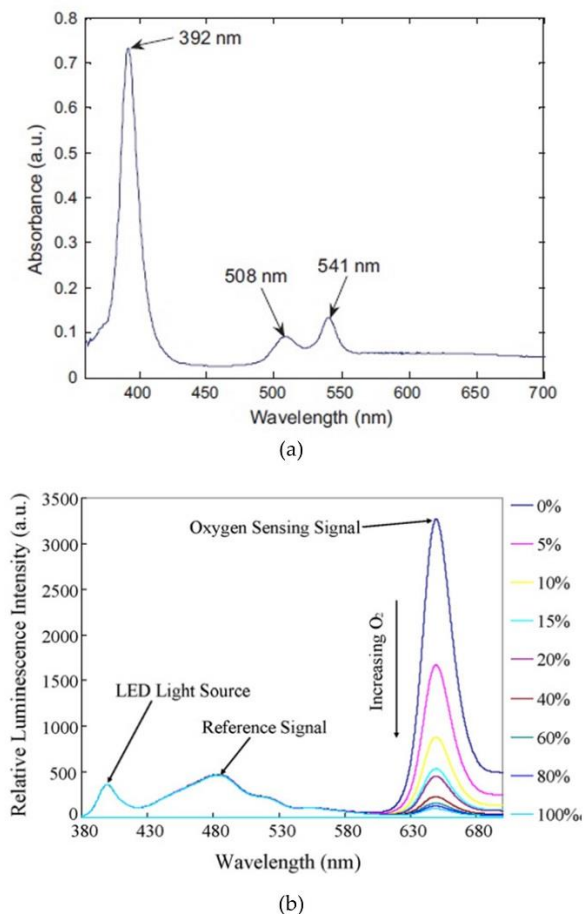 0.8
0.7
0.6
0.5
0.4
0.3
0.2
0.1
0
Absorbance (a.u.)
392 nm
508 nm
541 nm
400 450 500 550 600 650 700
Wavelength (nm)
(a)
3500
3000
2500
2000
1500
1000
500
0
Relative Luminescence Intensity (a.u.)
Oxygen Sensing Signal
LED Light Source
Reference Signal
Increasing O₂
0%
5%
10%
15%
20%
40%
60%
80%
100%
380 430 480 530 580 630 680
Wavelength (nm)
(b)